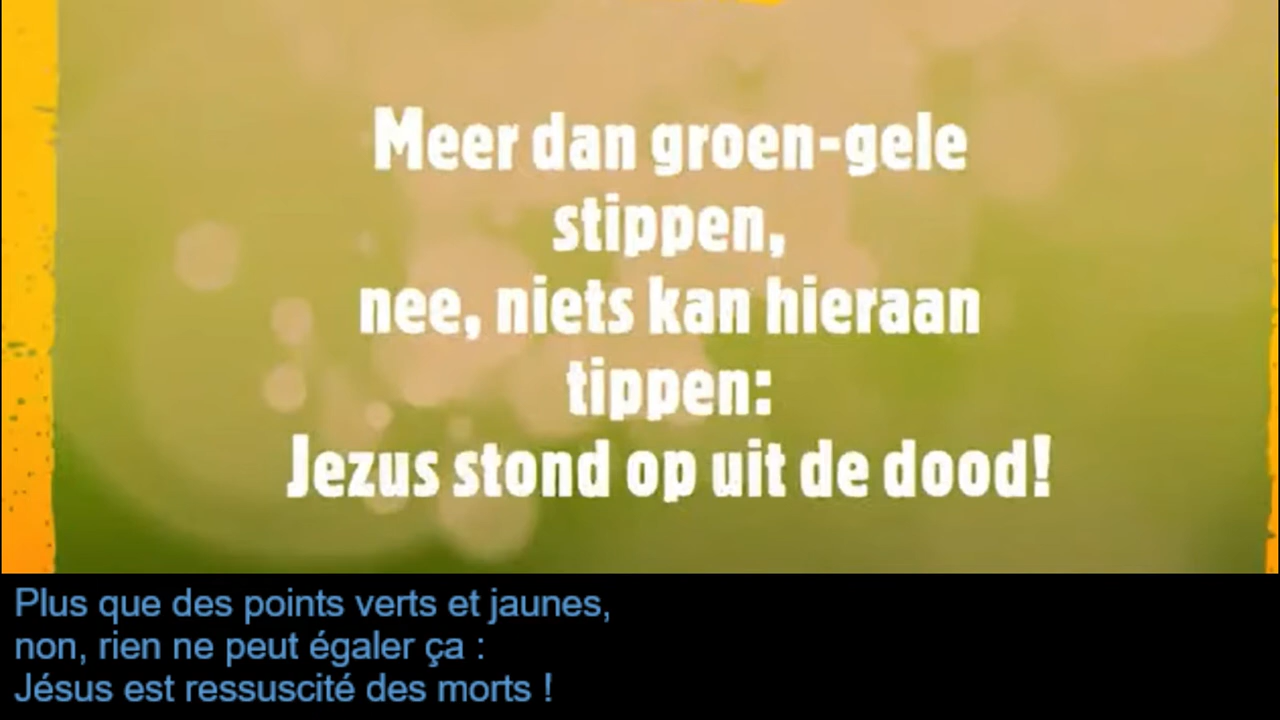 Meer dan groen-gele
stippen,
nee, niets kan hieraan
tippen:
Jezus stond op uit de dood!
Plus que des points verts et jaunes,
non, rien ne peut égaler ça :
Jésus est ressuscité des morts !